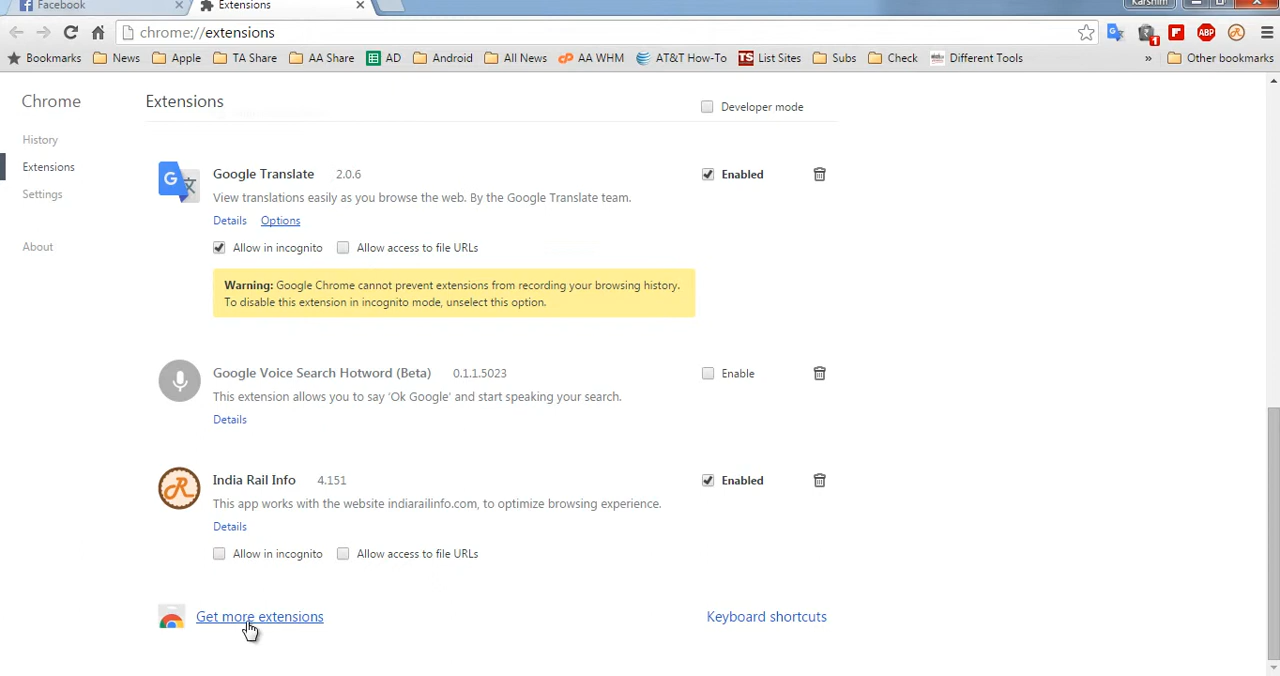 Facebook
Extensions
Karshim
chrome://extensions
1
ABP
Bookmarks News Apple TA Share AA Share AD Android All News AA WHM AT&T How-To TS List Sites Subs Check Different Tools » Other bookmarks
Chrome
Extensions
Developer mode
History
Extensions
Settings
About
G
Google Translate 2.0.6
Enabled
View translations easily as you browse the web. By the Google Translate team.
Details Options
Allow in incognito Allow access to file URLs
Warning: Google Chrome cannot prevent extensions from recording your browsing history.
To disable this extension in incognito mode, unselect this option.
Google Voice Search Hotword (Beta) 0.1.1.5023
Enable
This extension allows you to say 'Ok Google' and start speaking your search.
Details
R
India Rail Info 4.151
Enabled
This app works with the website indiarailinfo.com, to optimize browsing experience.
Details
Allow in incognito Allow access to file URLs
Get more extensions
Keyboard shortcuts